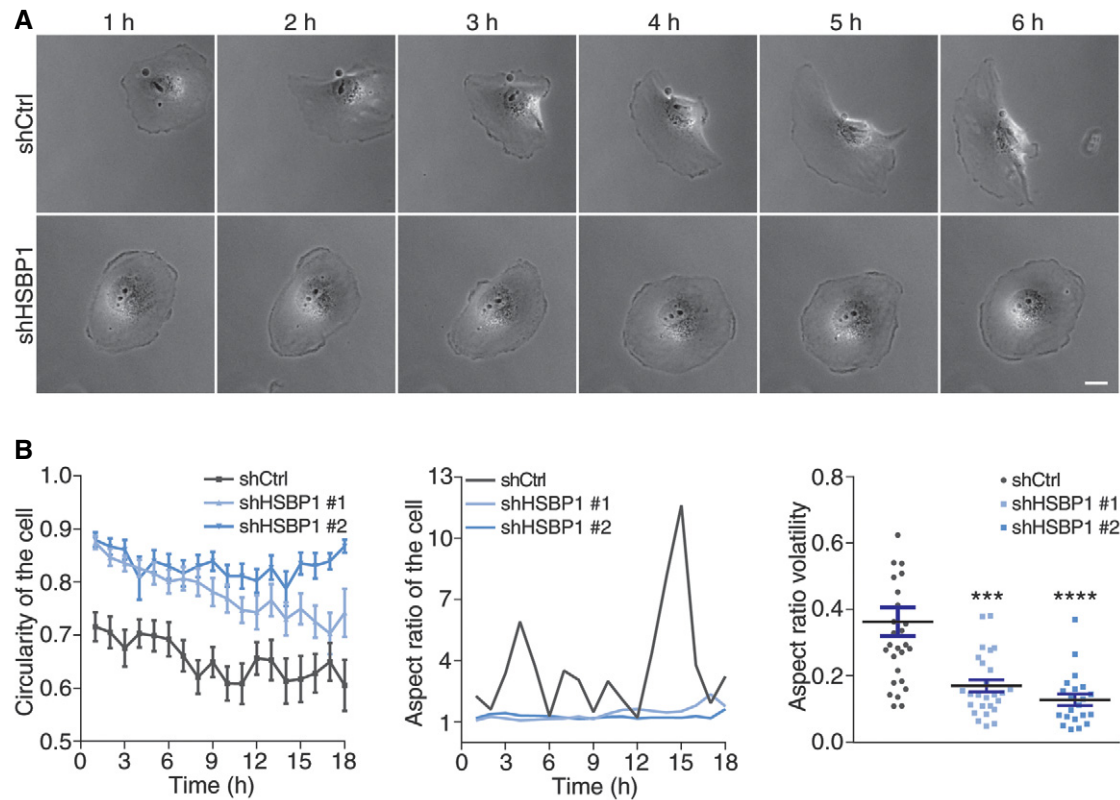 A
1 h 2 h 3 h 4 h 5 h 6 h
shCtrl
shHSBP1
B
1.0
0.9
0.8
0.7
0.6
0.5
Circularity of the cell
shCtrl
shHSBP1 #1
shHSBP1 #2
0 3 6 9 12 15 18
Time (h)
13
10
7
4
1
Aspect ratio of the cell
shCtrl
shHSBP1 #1
shHSBP1 #2
0 3 6 9 12 15 18
Time (h)
0.8
0.6
0.4
0.2
0.0
Aspect ratio volatility
shCtrl
shHSBP1 #1
shHSBP1 #2
*** ****